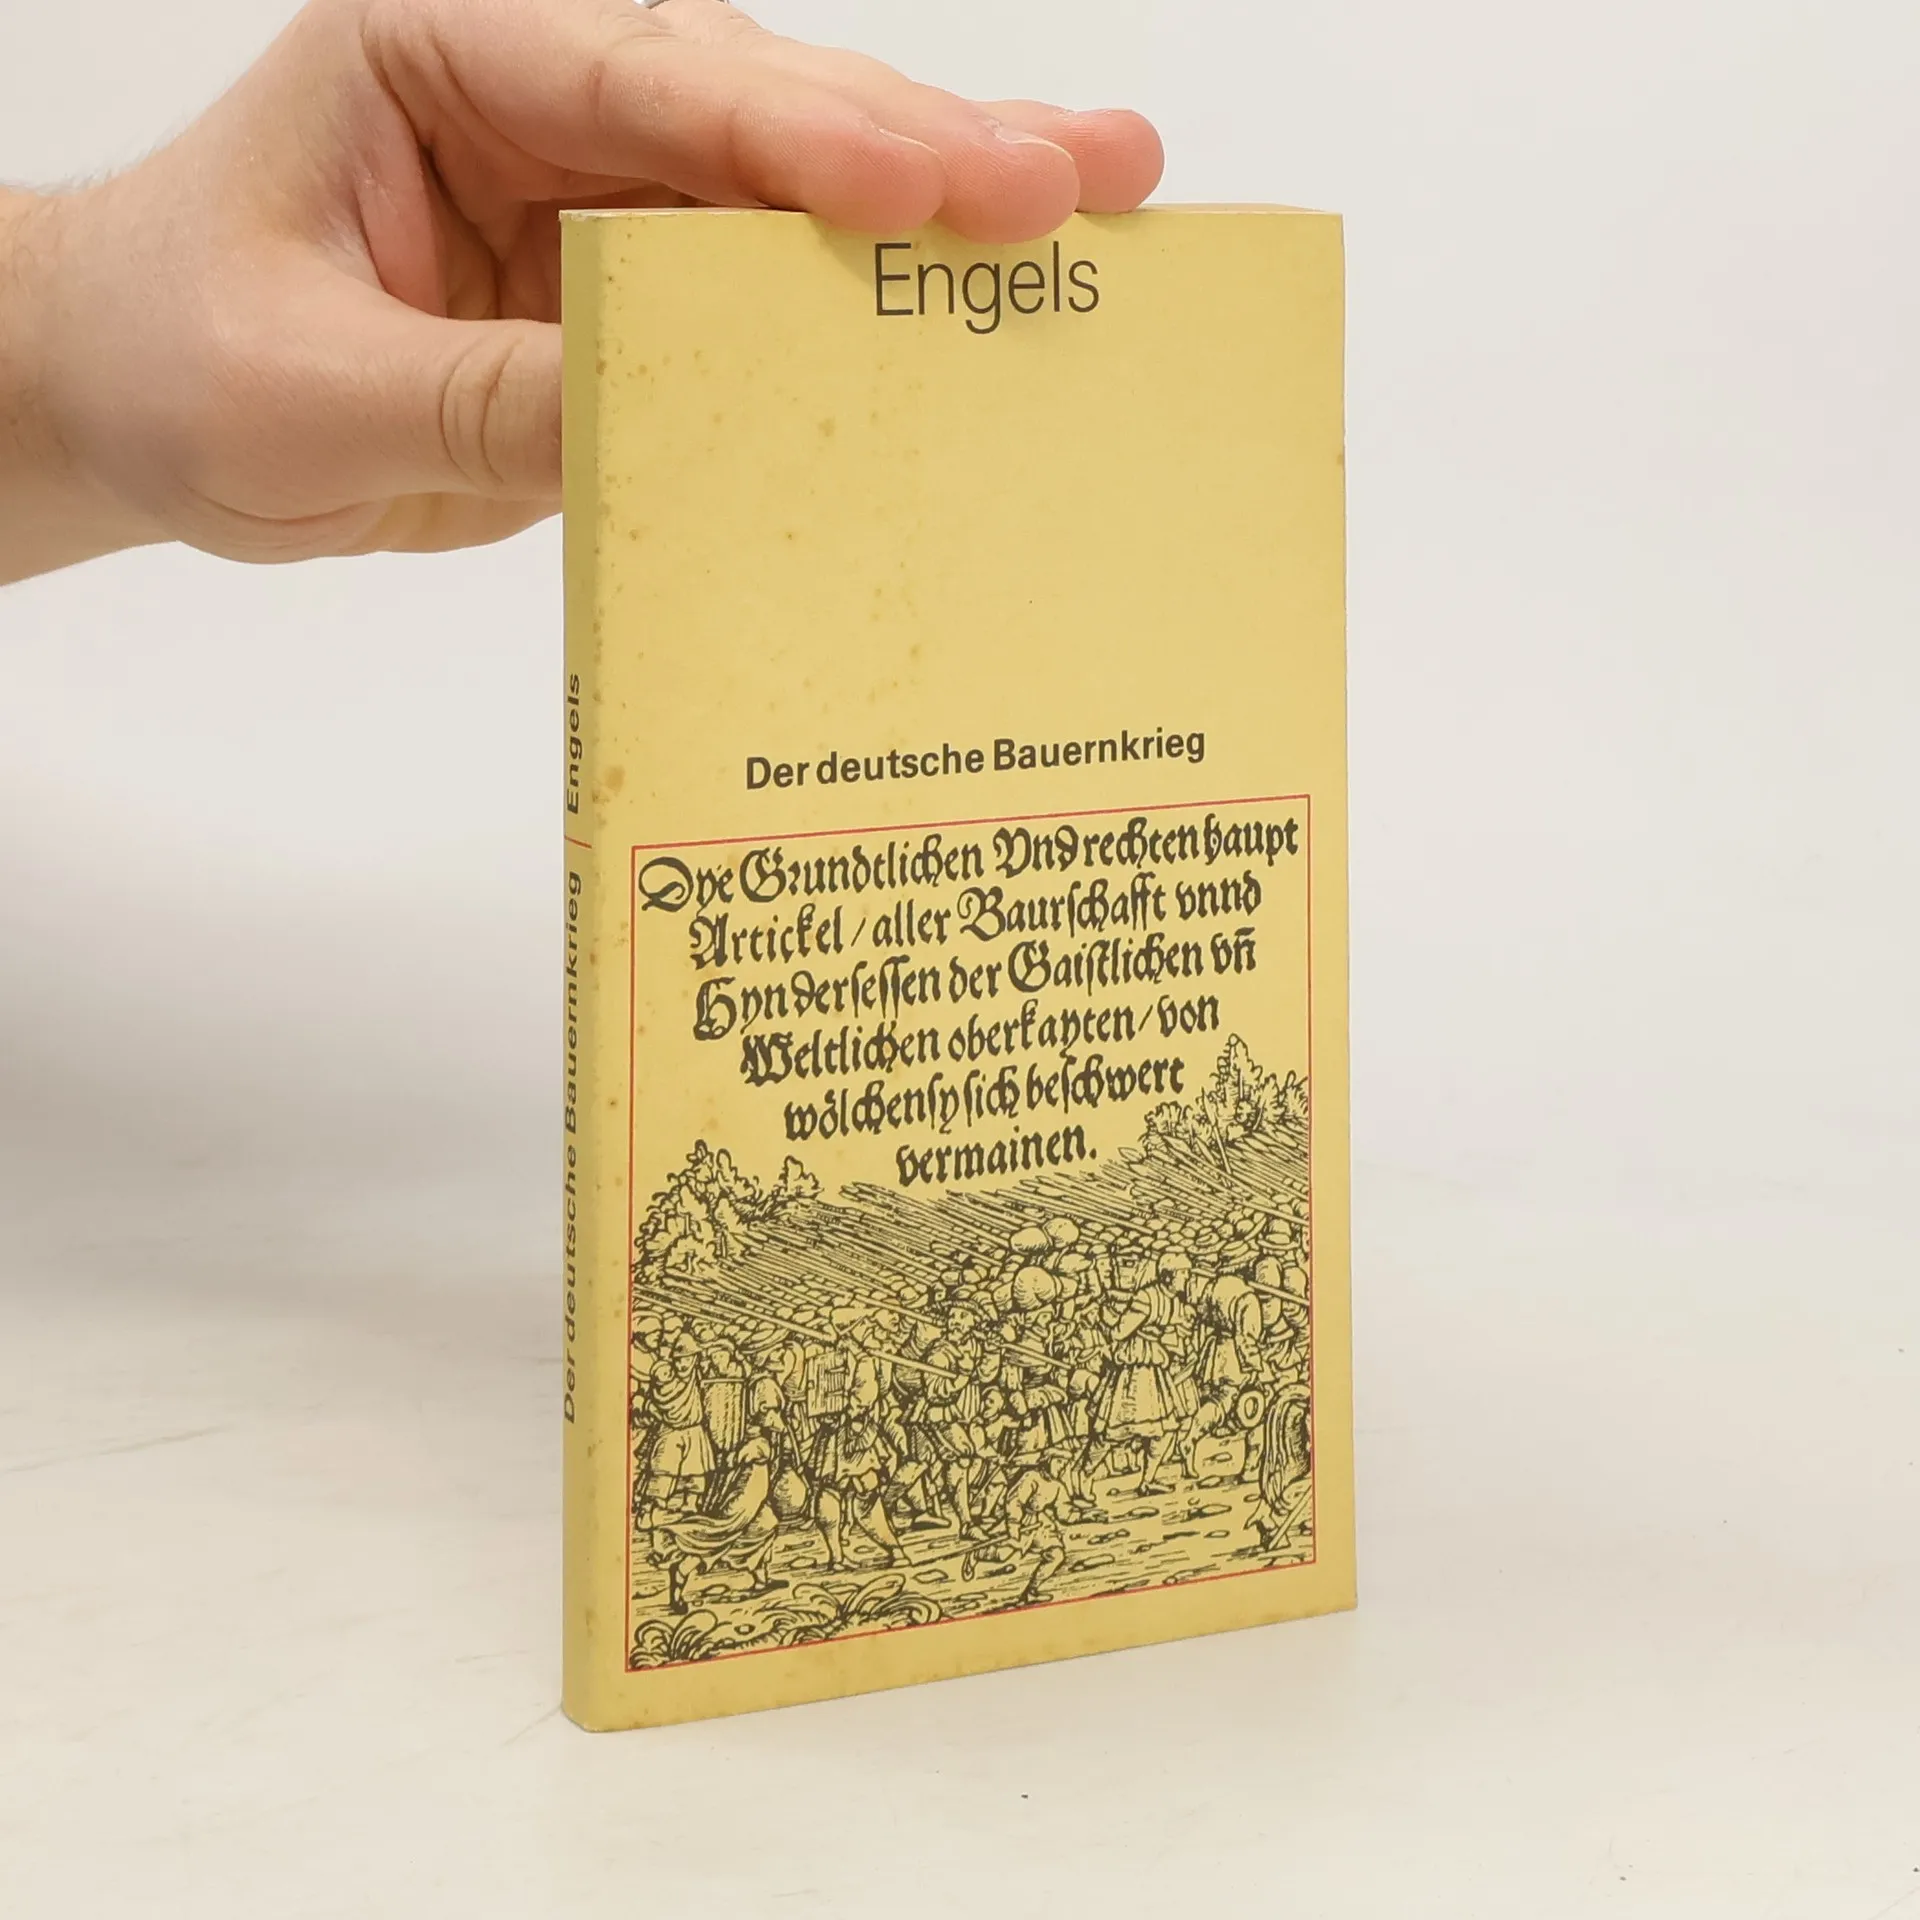 Engels
Der deutsche Bauernkrieg
Dye Grundtlichen Vnd rechten haupt
Artickel / aller Baurschafft vnnd
Hyndersessen der Gaistlichen vn̄
Weltlichen oberkayten / von
wölchen sy sich beschwert
vermainen.
Der deutsche Bauernkrieg | Engels